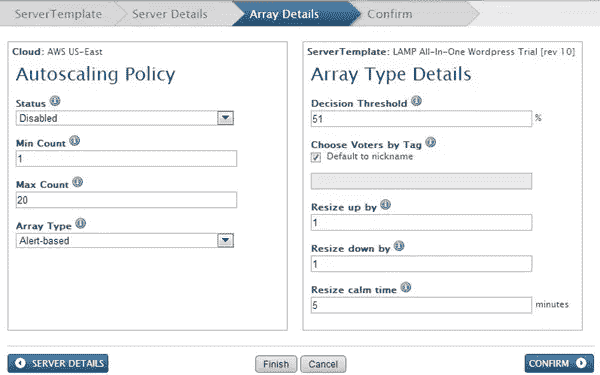 ServerTemplate Server Details Array Details Confirm
Cloud: AWS US-East
Autoscaling Policy
Status
Disabled
Min Count
1
Max Count
20
Array Type
Alert-based
ServerTemplate: LAMP All-In-One Wordpress Trial [rev 10]
Array Type Details
Decision Threshold
51 %
Choose Voters by Tag
Default to nickname
Resize up by
1
Resize down by
1
Resize calm time
5 minutes
SERVER DETAILS Finish Cancel CONFIRM